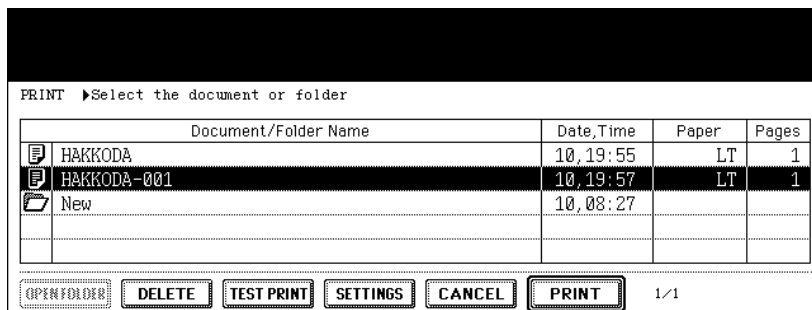 PRINT ▶Select the document or folder
Document/Folder Name Date,Time Paper Pages
HAKKODA 10,19:55 LT 1
HAKKODA-001 10,19:57 LT 1
New 10,08:27
OPEN FOLDER DELETE TEST PRINT SETTINGS CANCEL PRINT 1/1